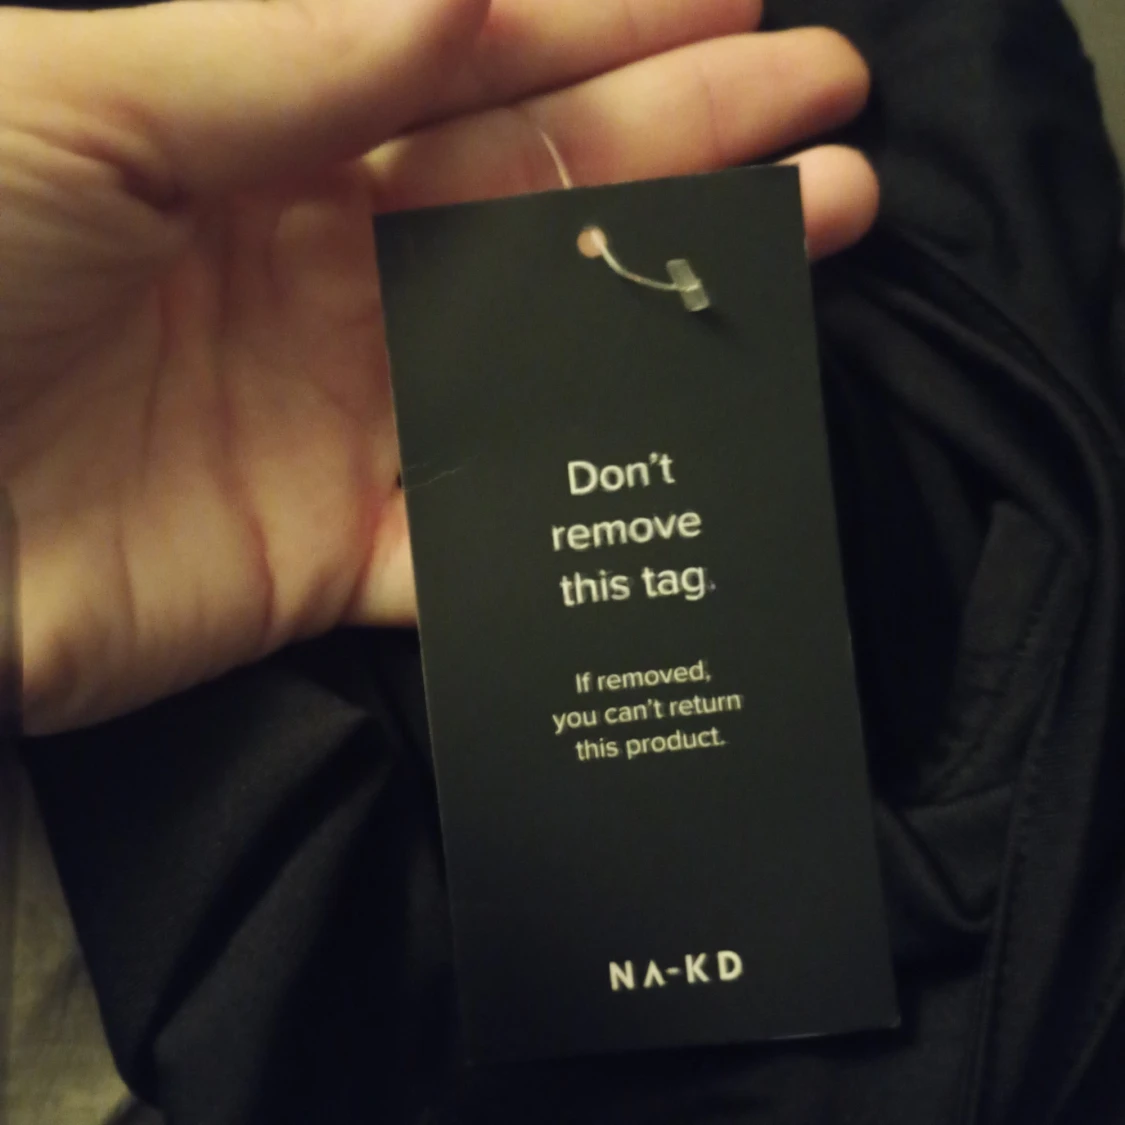 Don't
remove
this tag.
If removed,
you can't return
this product.
NA-KD